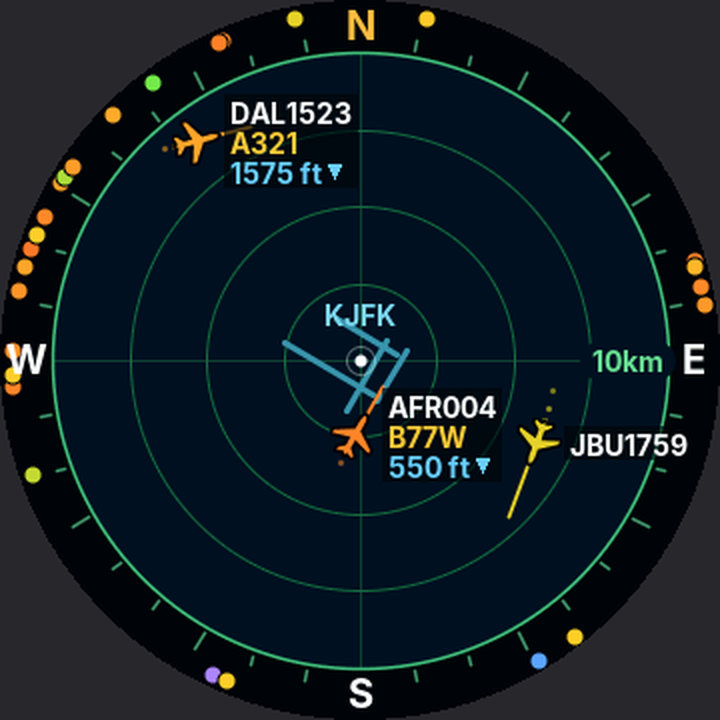 N
DAL1523
A321
1575 ft▼
KJFK
W
10km
E
AFR004
B77W
550 ft▼
JBU1759
S